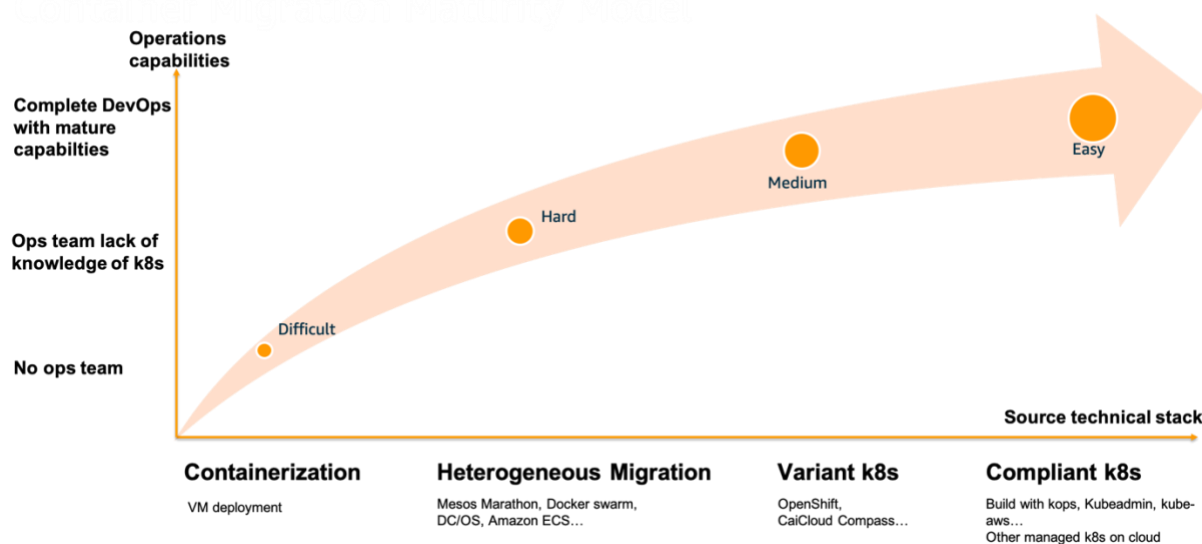 Operations
capabilities
Complete DevOps
with mature
capabilties
Easy
Medium
Hard
Ops team lack of
knowledge of k8s
Difficult
No ops team
Source technical stack
Containerization
VM deployment
Heterogeneous Migration
Mesos Marathon, Docker swarm,
DC/OS, Amazon ECS…
Variant k8s
OpenShift,
CaiCloud Compass…
Compliant k8s
Build with kops, Kubeadmin, kube-
aws…
Other managed k8s on cloud